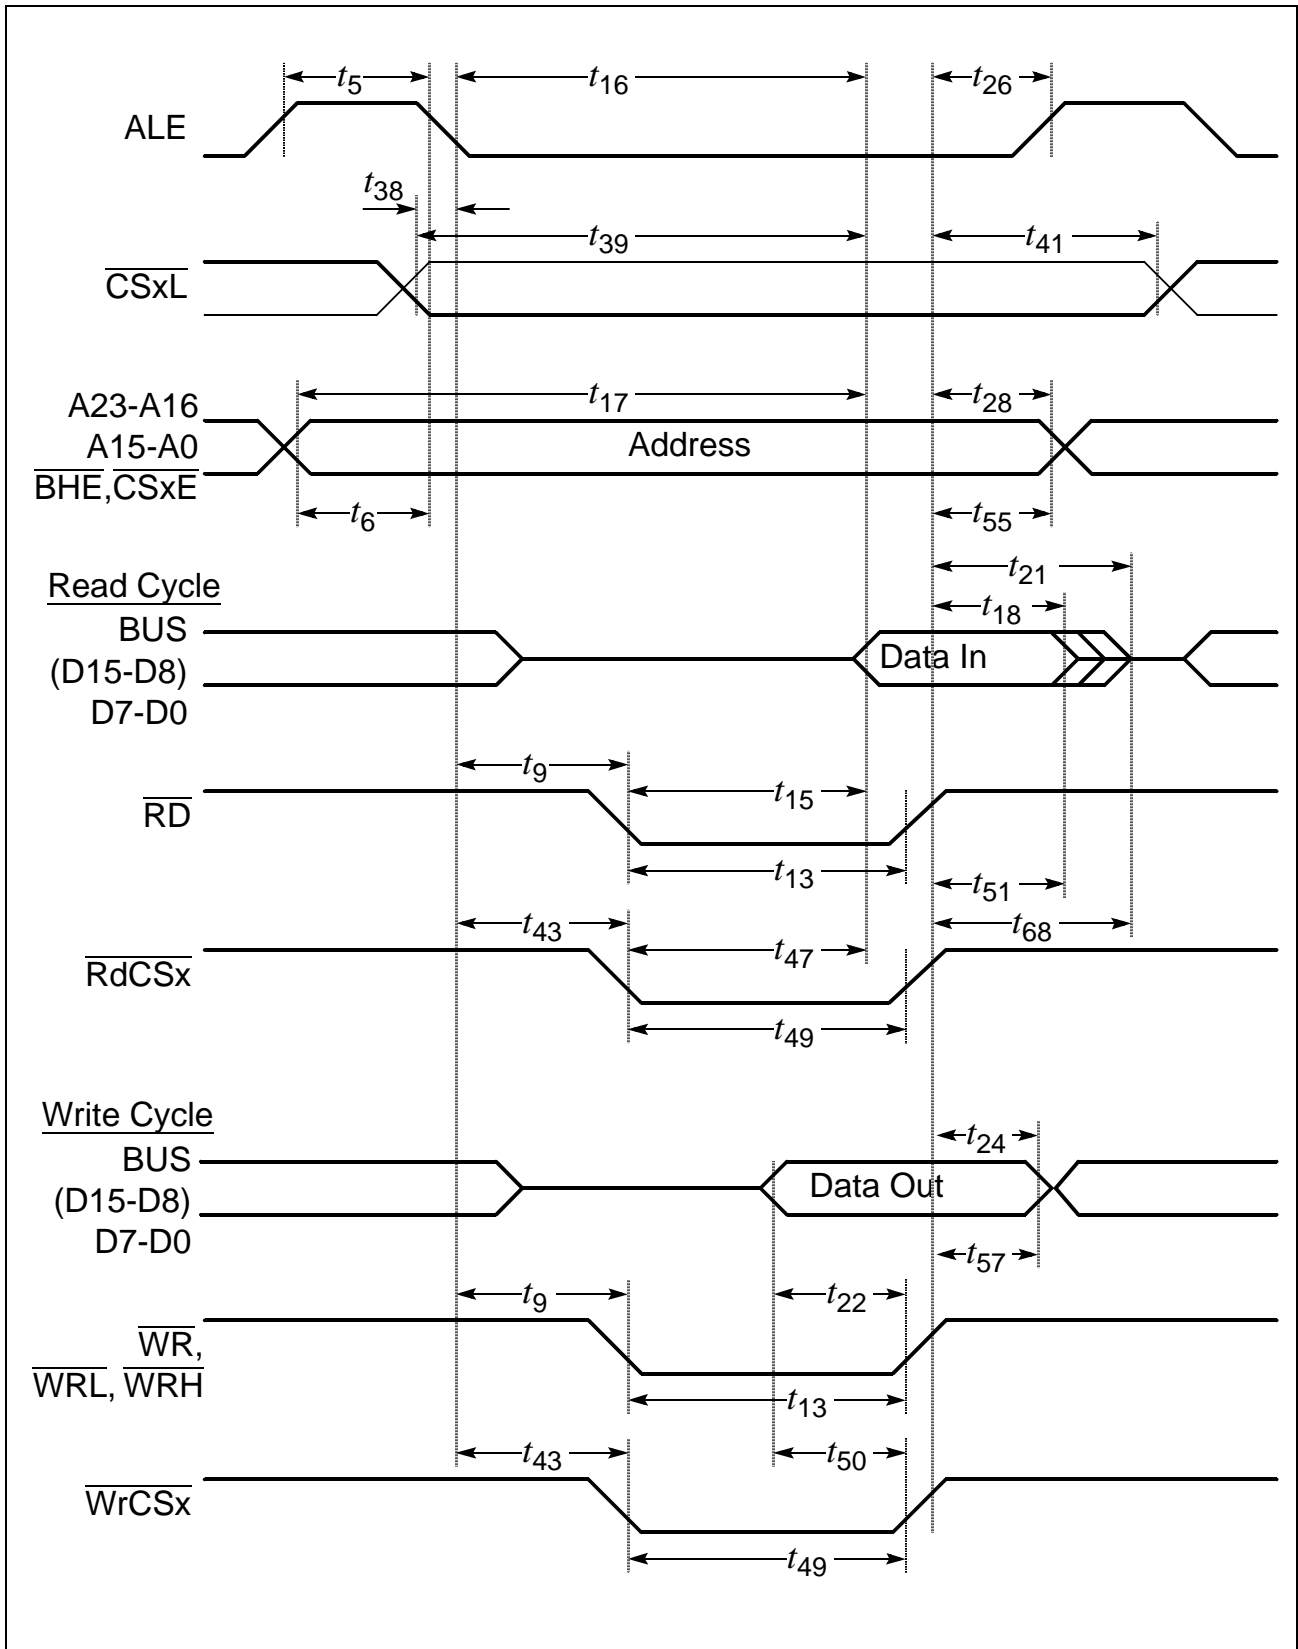 t5 t16 t26
ALE
t38
t39 t41
CSxL
t17 t28
A23-A16
A15-A0 Address
BHE,CSxE
t6 t55
t21
Read Cycle
t18
BUS
(D15-D8) Data In
D7-D0
t9
t15
RD
t13 t51
t43 t68
t47
RdCSx
t49
Write Cycle
t24
BUS
(D15-D8) Data Out
D7-D0
t57
t9 t22
WR,
WRL, WRH
t13
t43 t50
WrCSx
t49